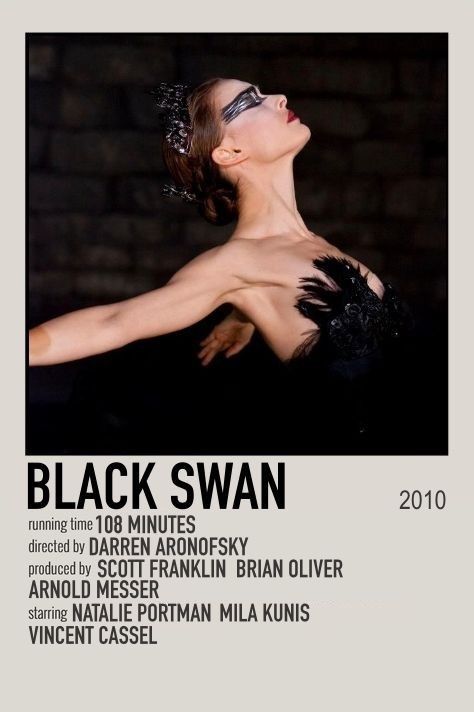 BLACK SWAN 2010
running time 108 MINUTES
directed by DARREN ARONOFSKY
produced by SCOTT FRANKLIN BRIAN OLIVER
ARNOLD MESSER
starring NATALIE PORTMAN MILA KUNIS
VINCENT CASSEL